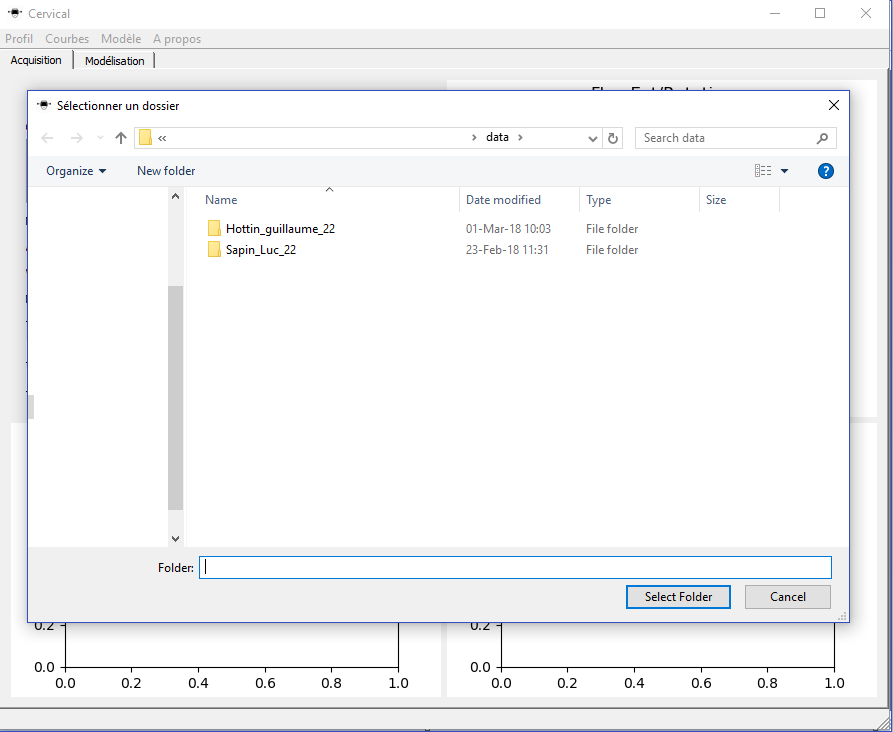 Cervical
Profil Courbes Modèle A propos
Acquisition Modélisation
Sélectionner un dossier
« › data ›
Search data
Organize New folder
Name Date modified Type Size
Hottin_guillaume_22 01-Mar-18 10:03 File folder
Sapin_Luc_22 23-Feb-18 11:31 File folder
Folder:
Select Folder Cancel
0.2 0.2
0.0 0.0
0.0 0.2 0.4 0.6 0.8 1.0 0.0 0.2 0.4 0.6 0.8 1.0